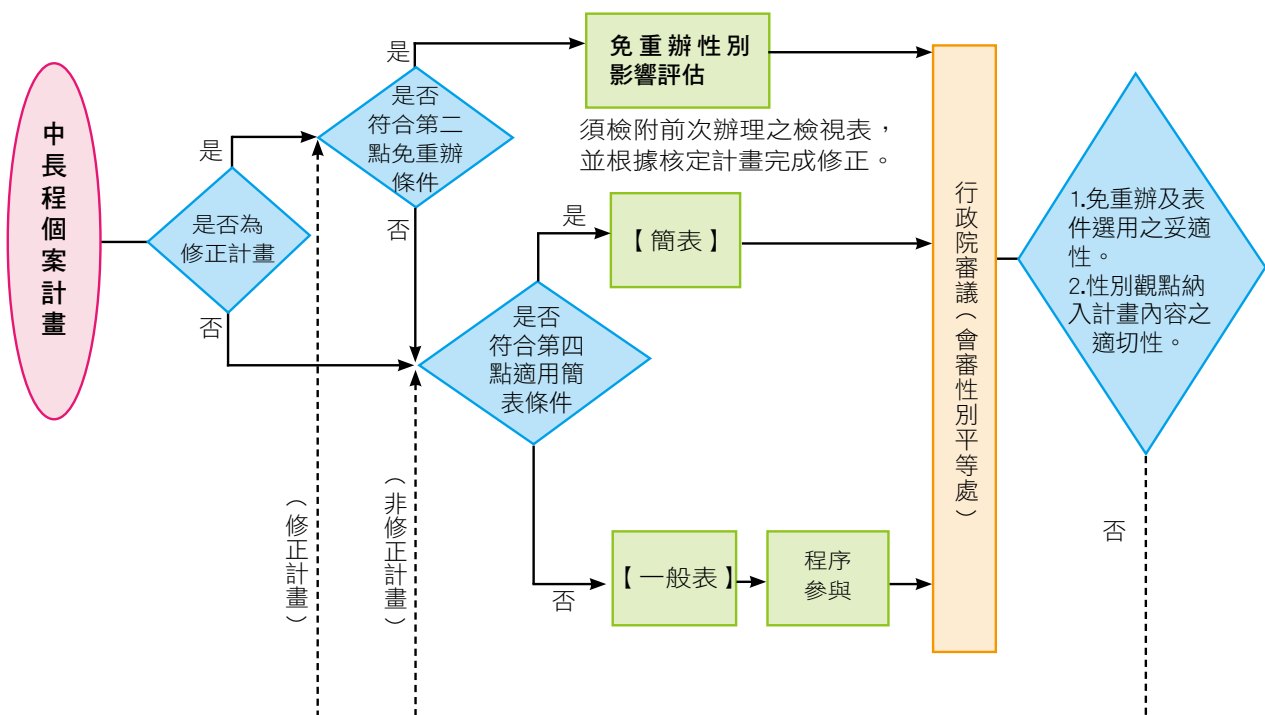 中長程個案計畫
是
是否為
修正計畫
否
是
是否
符合第二
點免重辦
條件
否
免重辦性別
影響評估
須檢附前次辦理之檢視表，
並根據核定計畫完成修正。
是
是否
符合第四
點適用簡
表條件
否
【簡表】
【一般表】
程序
參與
行政院審議（會審性別平等處）
1.免重辦及表
件選用之妥適
性。
2.性別觀點納
入計畫內容之
適切性。
否
（修正計畫）
（非修正計畫）